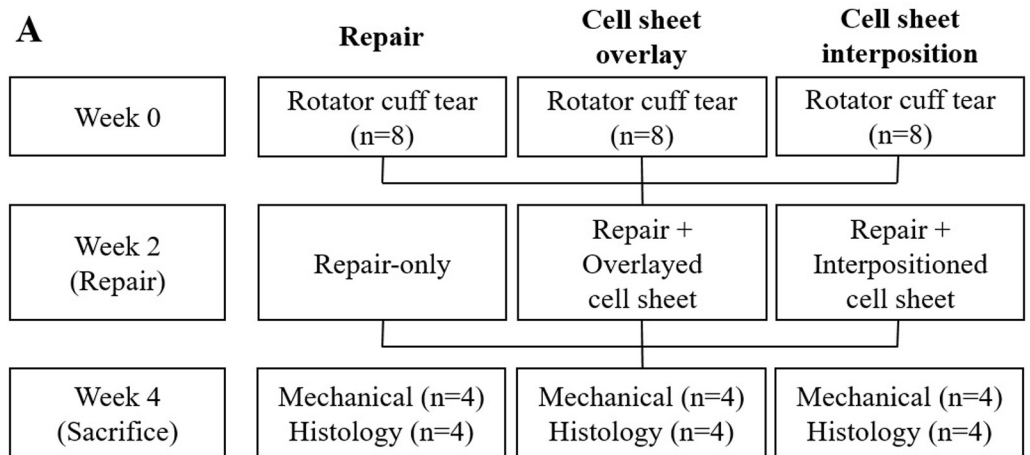 A
Repair
Cell sheet
overlay
Cell sheet
interposition
Week 0
Rotator cuff tear
(n=8)
Rotator cuff tear
(n=8)
Rotator cuff tear
(n=8)
Week 2
(Repair)
Repair-only
Repair +
Overlayed
cell sheet
Repair +
Interpositioned
cell sheet
Week 4
(Sacrifice)
Mechanical (n=4)
Histology (n=4)
Mechanical (n=4)
Histology (n=4)
Mechanical (n=4)
Histology (n=4)